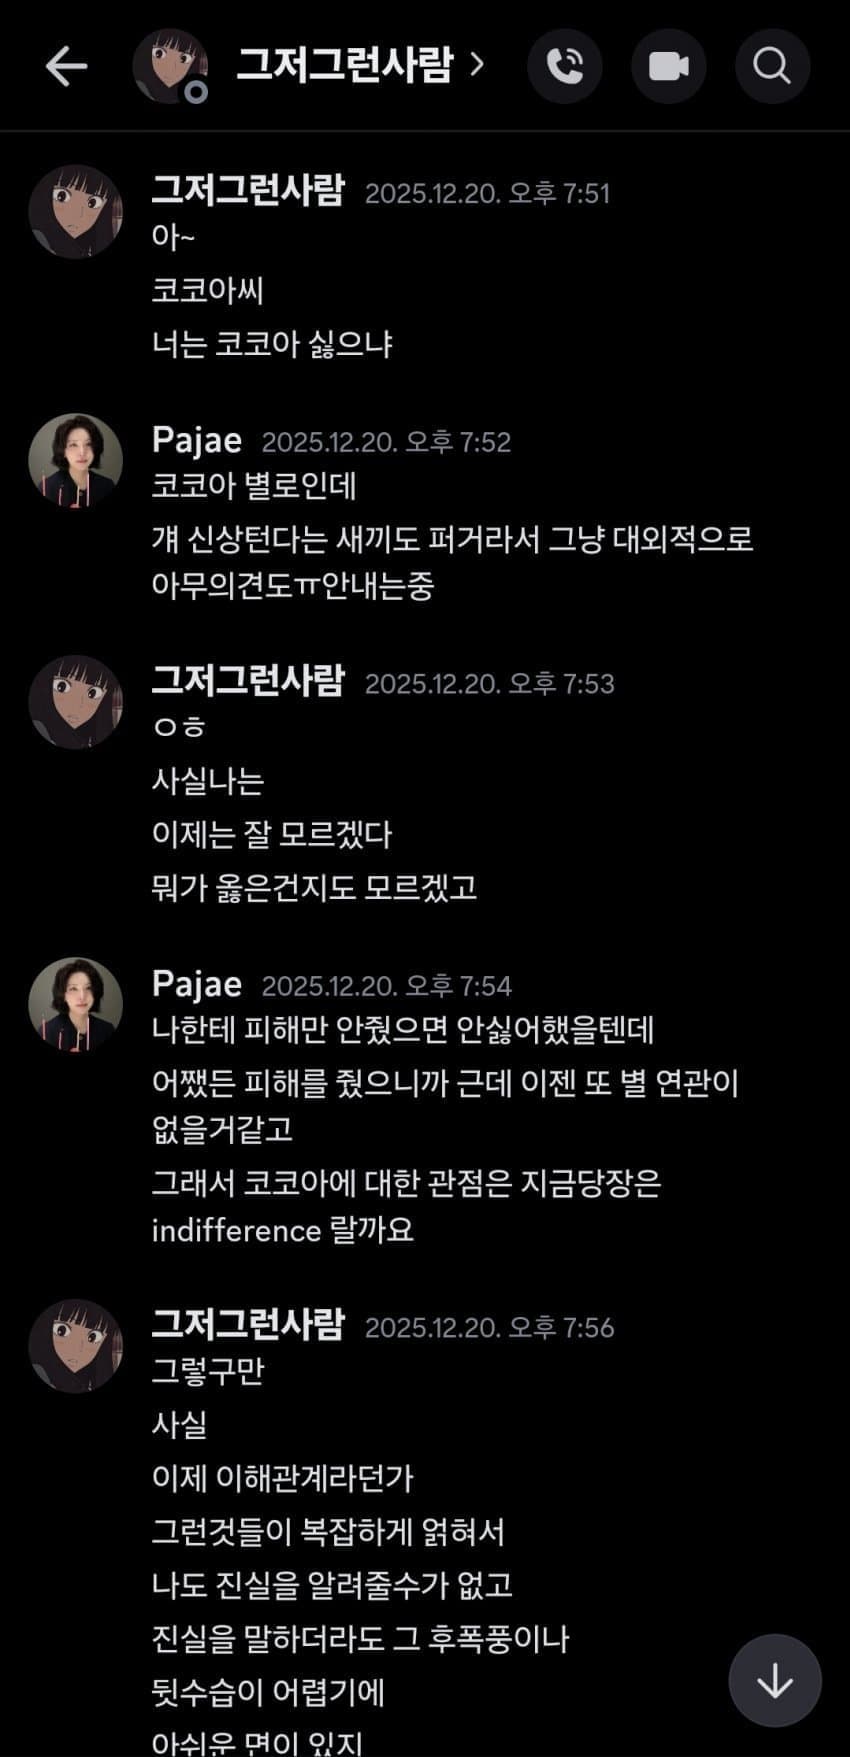 그저그런사람
그저그런사람 2025.12.20. 오후 7:51
아~
코코아씨
너는 코코아 싫으냐
Pajae 2025.12.20. 오후 7:52
코코아 별로인데
걔 신상턴다는 새끼도 퍼거라서 그냥 대외적으로
아무의견도ㅠ안내는중
그저그런사람 2025.12.20. 오후 7:53
ㅇㅎ
사실나는
이제는 잘 모르겠다
뭐가 옳은건지도 모르겠고
Pajae 2025.12.20. 오후 7:54
나한테 피해만 안줬으면 안싫어했을텐데
어쨌든 피해를 줬으니까 근데 이젠 또 별 연관이
없을거같고
그래서 코코아에 대한 관점은 지금당장은
indifference 랄까요
그저그런사람 2025.12.20. 오후 7:56
그렇구만
사실
이제 이해관계라던가
그런것들이 복잡하게 얽혀서
나도 진실을 알려줄수가 없고
진실을 말하더라도 그 후폭풍이나
뒷수습이 어렵기에
아쉬운 면이 있지